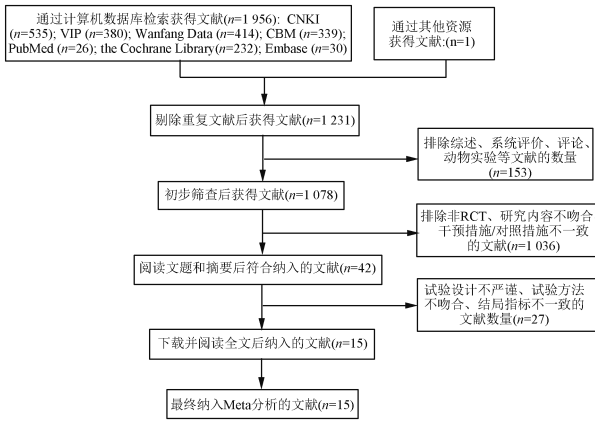 通过计算机数据库检索获得文献(n=1 956): CNKI
(n=535); VIP (n=380); Wanfang Data (n=414); CBM (n=339);
PubMed (n=26); the Cochrane Library(n=232); Embase (n=30)
通过其他资源
获得文献:(n=1)
剔除重复文献后获得文献(n=1 231)
排除综述、系统评价、评论、
动物实验等文献的数量
(n=153)
初步筛查后获得文献(n=1 078)
排除非RCT、研究内容不吻合
干预措施/对照措施不一致
的文献(n=1 036)
阅读文题和摘要后符合纳入的文献(n=42)
试验设计不严谨、试验方法
不吻合、结局指标不一致的
文献数量(n=27)
下载并阅读全文后纳入的文献(n=15)
最终纳入Meta分析的文献(n=15)